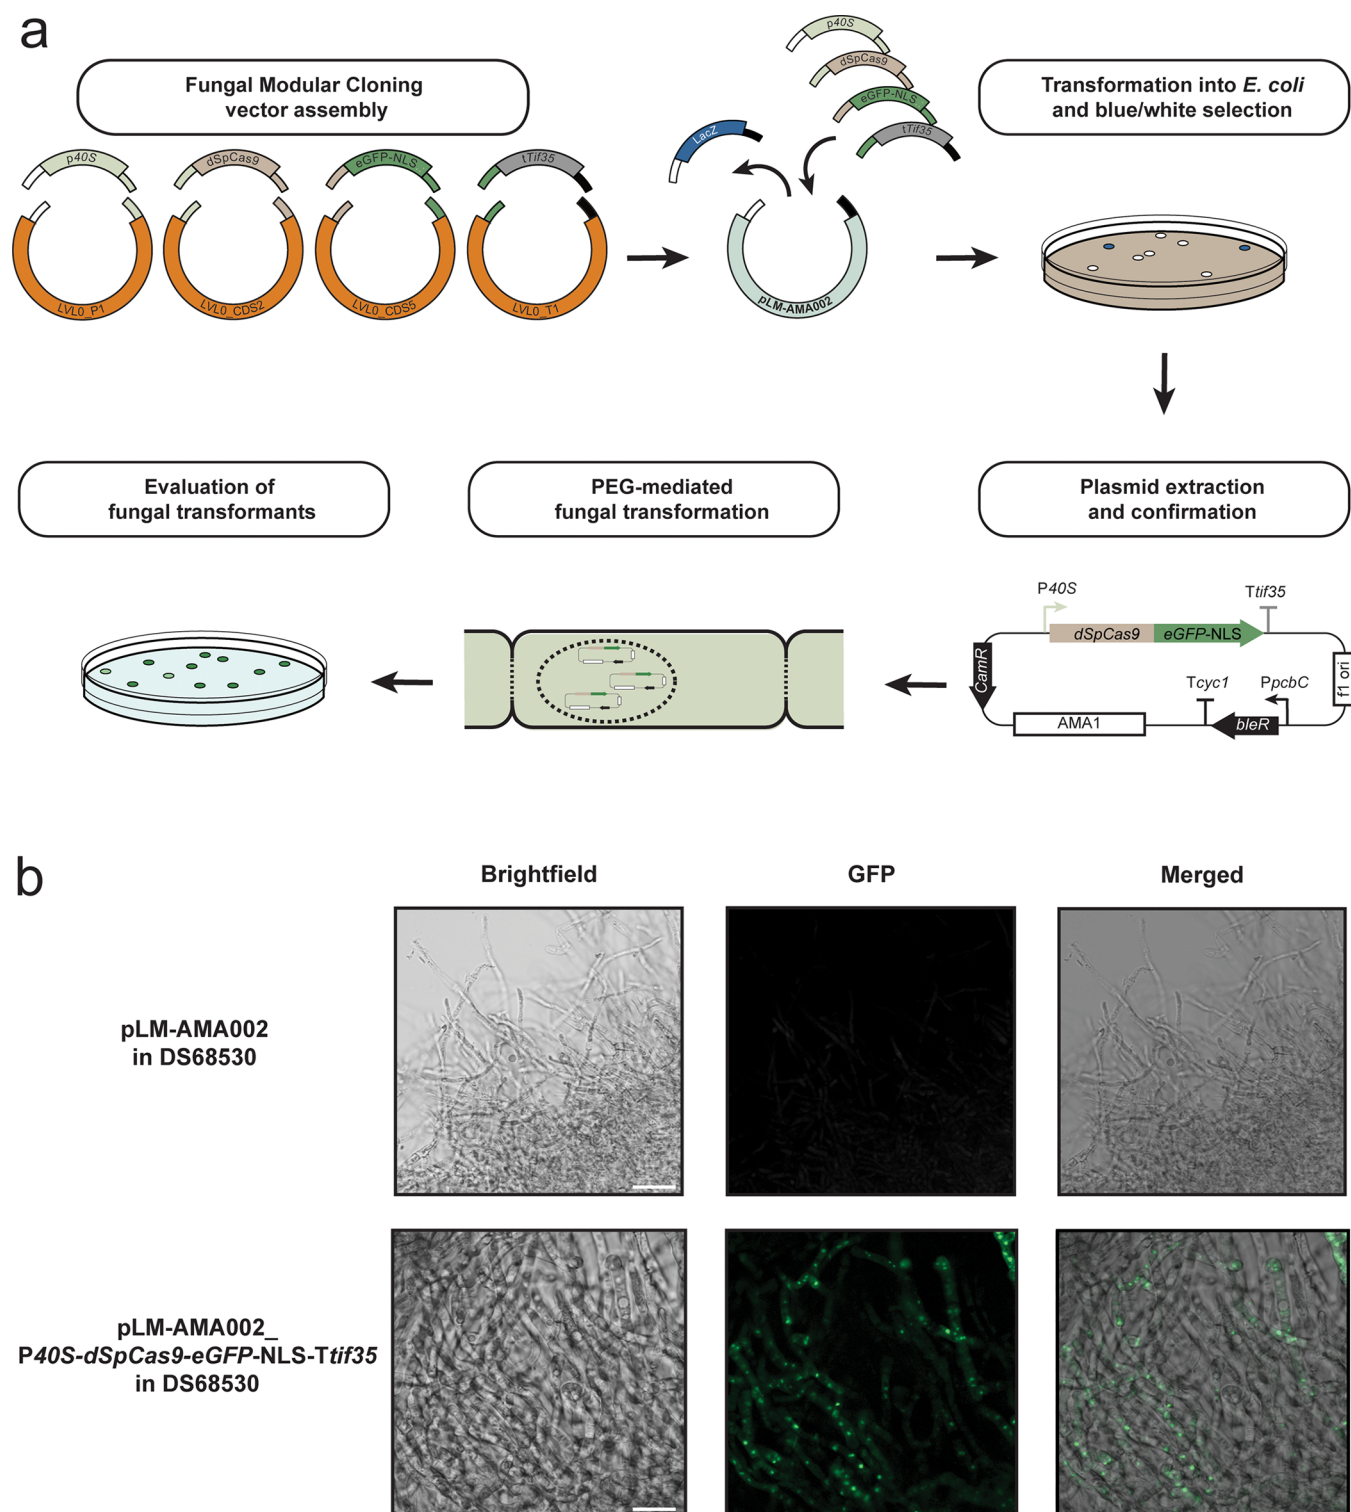 a
Fungal Modular Cloning
vector assembly
p40S
dSpCas9
eGFP-NLS
tTif35
LVL0_P1
LVL0_CDS2
LVL0_CDS5
LVL0_T1
p40S
dSpCas9
eGFP-NLS
tTif35
LacZ
pLM-AMA002
Transformation into E. coli
and blue/white selection
Evaluation of
fungal transformants
PEG-mediated
fungal transformation
Plasmid extraction
and confirmation
P40S
Ttif35
dSpCas9
eGFP-NLS
CamR
f1 ori
Tcyc1
PpcbC
AMA1
bleR
b
Brightfield
GFP
Merged
pLM-AMA002
in DS68530
pLM-AMA002_
P40S-dSpCas9-eGFP-NLS-Ttif35
in DS68530